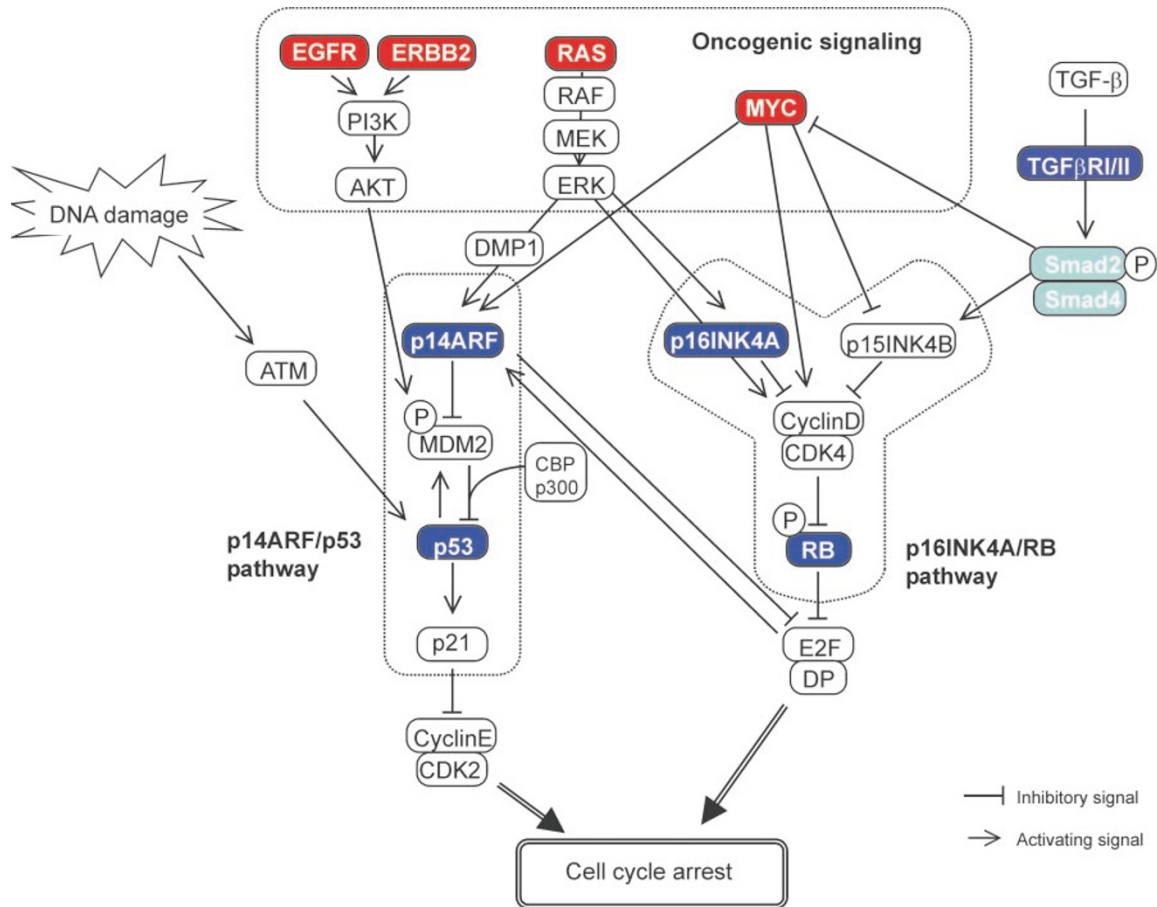 Oncogenic signaling
EGFR
ERBB2
RAS
RAF
MEK
ERK
PI3K
AKT
MYC
TGF-β
TGFβRI/II
Smad2
P
Smad4
DNA damage
DMP1
ATM
p14ARF
P
MDM2
CBP
p300
p53
p21
p14ARF/p53
pathway
p16INK4A
p15INK4B
CyclinD
CDK4
P
RB
p16INK4A/RB
pathway
E2F
DP
CyclinE
CDK2
Cell cycle arrest
Inhibitory signal
Activating signal